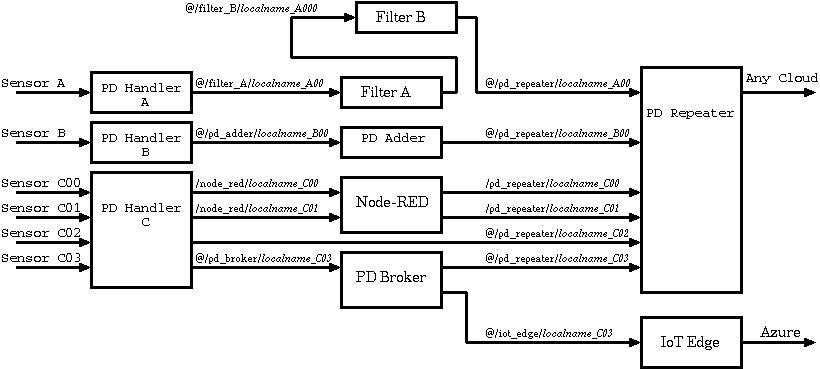 @/filter_B/localname_A000
Filter B
Sensor A
PD Handler
A
@/filter_A/localname_A00
Filter A
@/pd_repeater/localname_A00
PD Repeater
Any Cloud
Sensor B
PD Handler
B
@/pd_adder/localname_B00
PD Adder
@/pd_repeater/localname_B00
Sensor C00
Sensor C01
Sensor C02
Sensor C03
PD Handler
C
/node_red/localname_C00
/node_red/localname_C01
Node-RED
/pd_repeater/localname_C00
/pd_repeater/localname_C01
@/pd_repeater/localname_C02
@/pd_broker/localname_C03
PD Broker
@/pd_repeater/localname_C03
@/iot_edge/localname_C03
IoT Edge
Azure